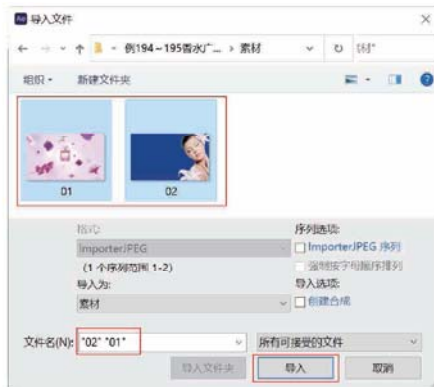 Ae 导入文件
例194~195香水广... > 素材
组织 新建文件夹
01 02
格式:
ImporterJPEG
(1 个序列范围 1-2)
导入为:
素材
序列选项:
ImporterJPEG 序列
强制按字母顺序排列
导入选项:
创建合成
文件名(N): "02" "01" 所有可接受的文件
导入文件夹 导入 取消